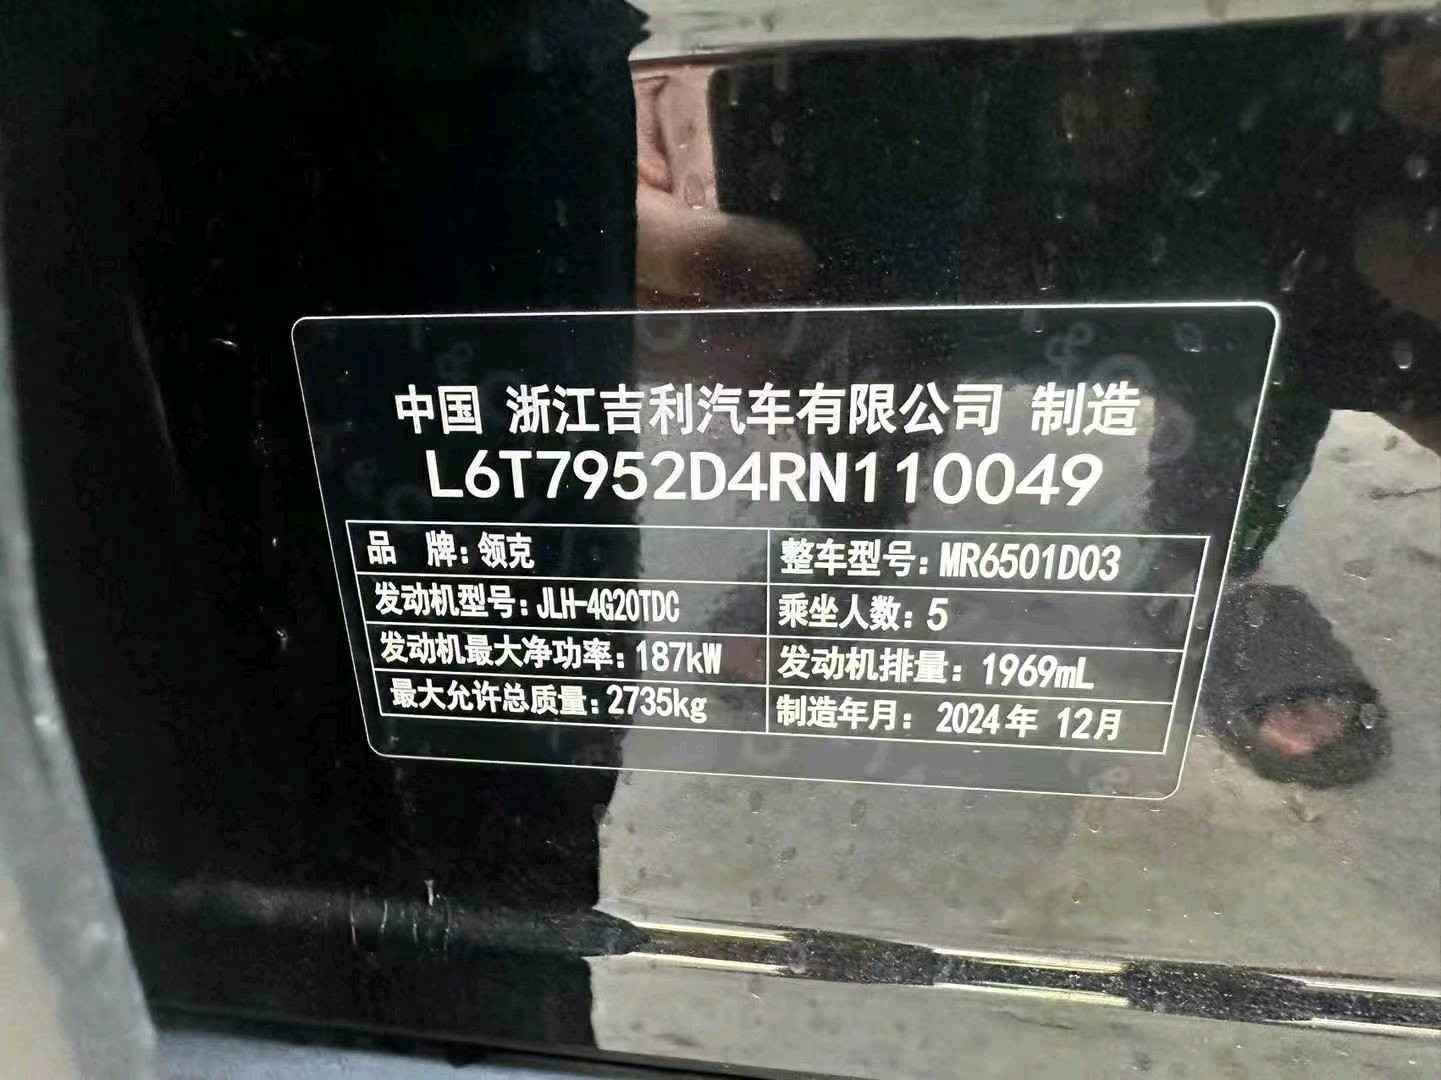 中国 浙江吉利汽车有限公司 制造
L6T7952D4RN110049
品 牌:领克 整车型号:MR6501D03
发动机型号:JLH-4G20TDC 乘坐人数:5
发动机最大净功率:187kW 发动机排量:1969mL
最大允许总质量:2735kg 制造年月:2024年 12月